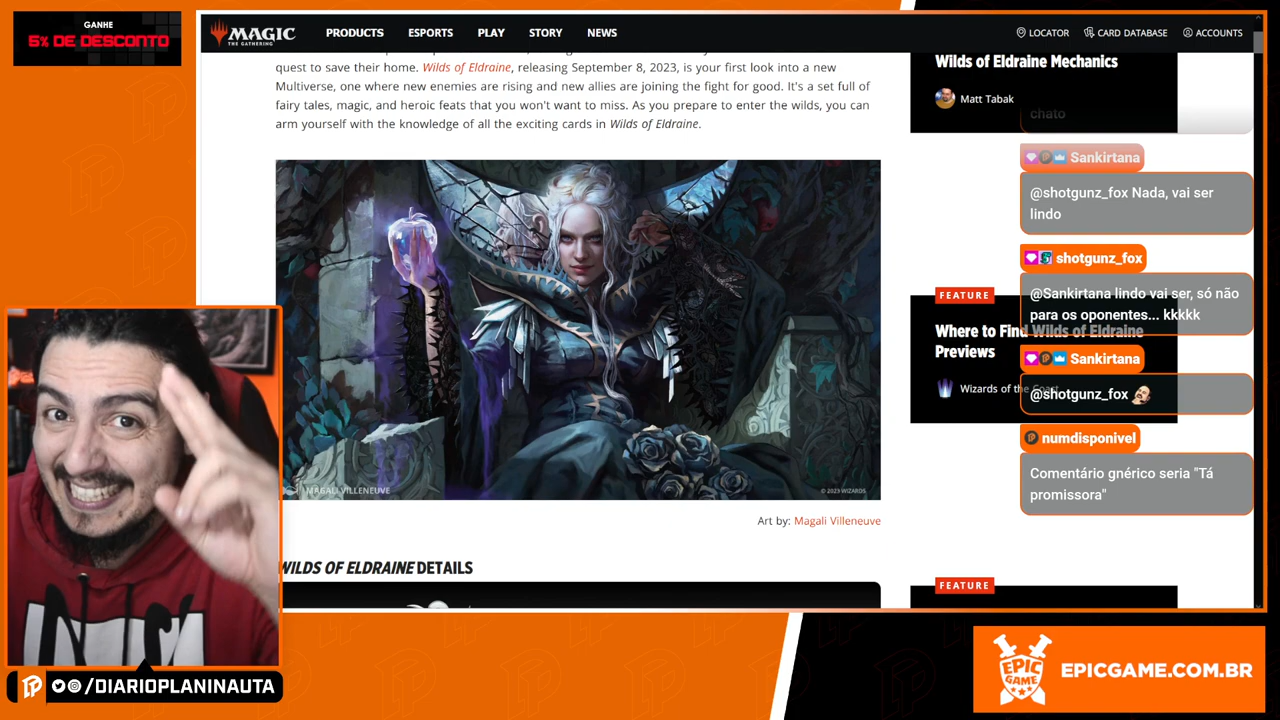 GANHE
5% DE DESCONTO
MAGIC
THE GATHERING
PRODUCTS
ESPORTS
PLAY
STORY
NEWS
LOCATOR
CARD DATABASE
ACCOUNTS
quest to save their home. Wilds of Eldraine, releasing September 8, 2023, is your first look into a new
Multiverse, one where new enemies are rising and new allies are joining the fight for good. It's a set full of
fairy tales, magic, and heroic feats that you won't want to miss. As you prepare to enter the wilds, you can
arm yourself with the knowledge of all the exciting cards in Wilds of Eldraine.
MAGALI VILLENEUVE
© 2023 WIZARDS
Art by: Magali Villeneuve
WILDS OF ELDRAINE DETAILS
Wilds of Eldraine Mechanics
Matt Tabak
FEATURE
Where to Find Wilds of Eldraine
Previews
Wizards of the Coast
FEATURE
chato
Sankirtana
@shotgunz_fox Nada, vai ser
lindo
shotgunz_fox
@Sankirtana lindo vai ser, só não
para os oponentes... kkkkk
Sankirtana
@shotgunz_fox
numdisponivel
Comentário gnérico seria "Tá
promissora"
/DIARIOPLANINAUTA
EPIC
GAME
EPICGAME.COM.BR